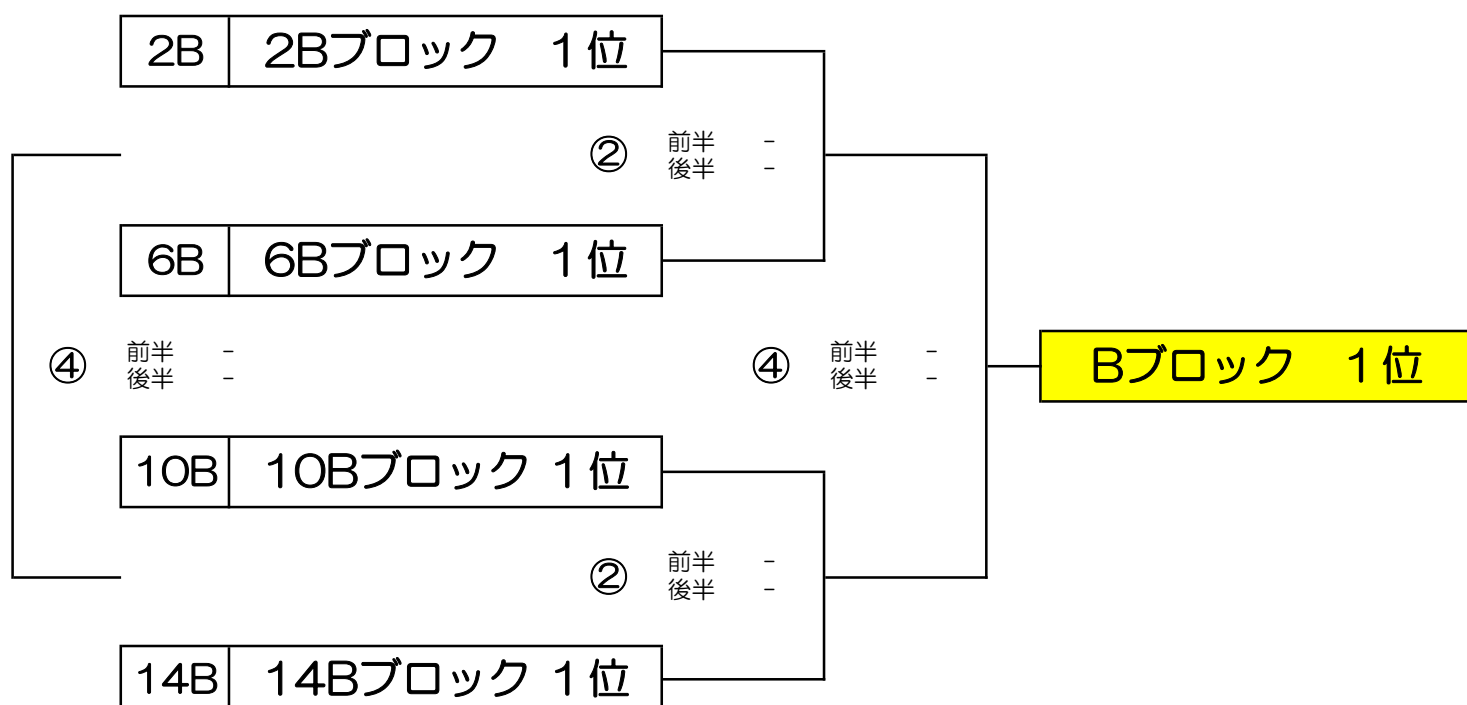 2B 2Bブロック　1位
② 前半 -
後半 -
6B 6Bブロック　1位
④ 前半 -
後半 -
④ 前半 -
後半 -
Bブロック　1位
10B 10Bブロック 1位
② 前半 -
後半 -
14B 14Bブロック 1位